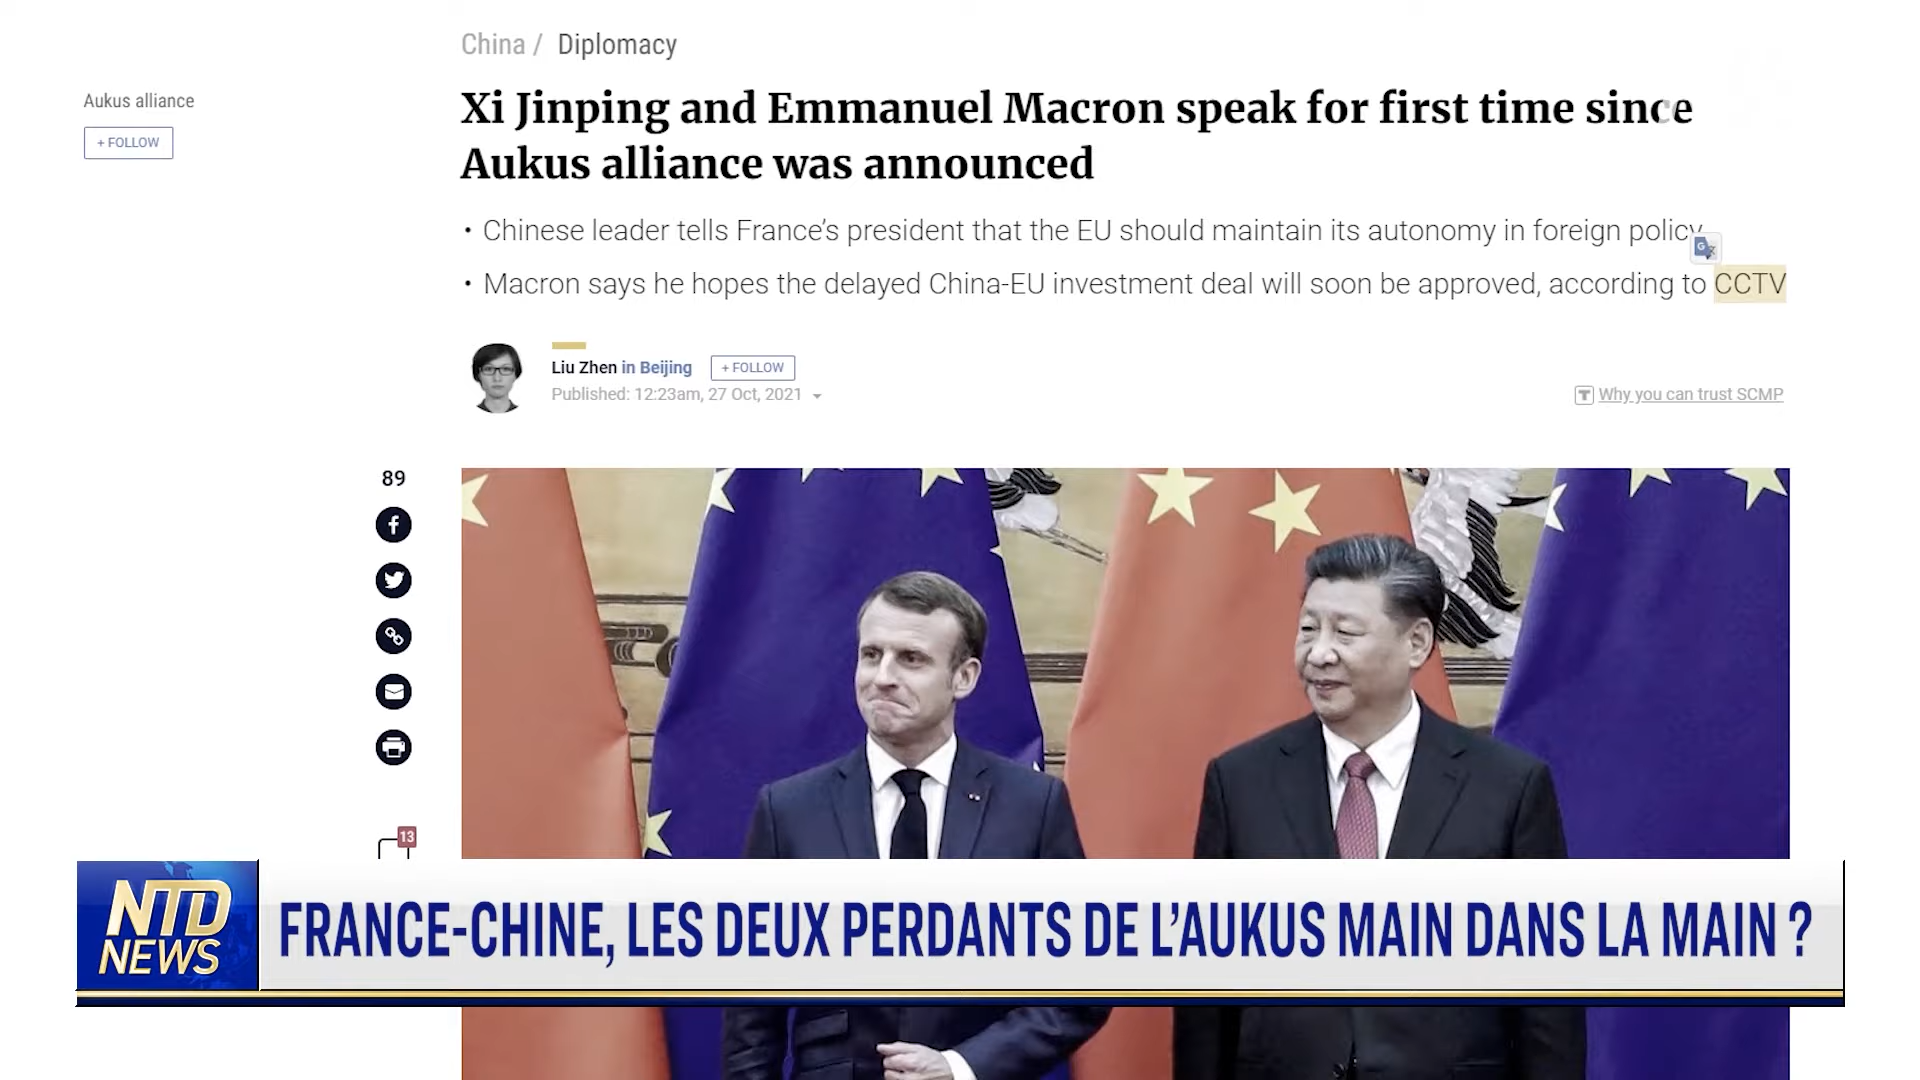 China / Diplomacy
Aukus alliance
+ FOLLOW
Xi Jinping and Emmanuel Macron speak for first time since
Aukus alliance was announced
• Chinese leader tells France’s president that the EU should maintain its autonomy in foreign policy
• Macron says he hopes the delayed China-EU investment deal will soon be approved, according to CCTV
Liu Zhen in Beijing + FOLLOW
Published: 12:23am, 27 Oct, 2021
Why you can trust SCMP
89
13
NTD
NEWS
FRANCE-CHINE, LES DEUX PERDANTS DE L’AUKUS MAIN DANS LA MAIN ?